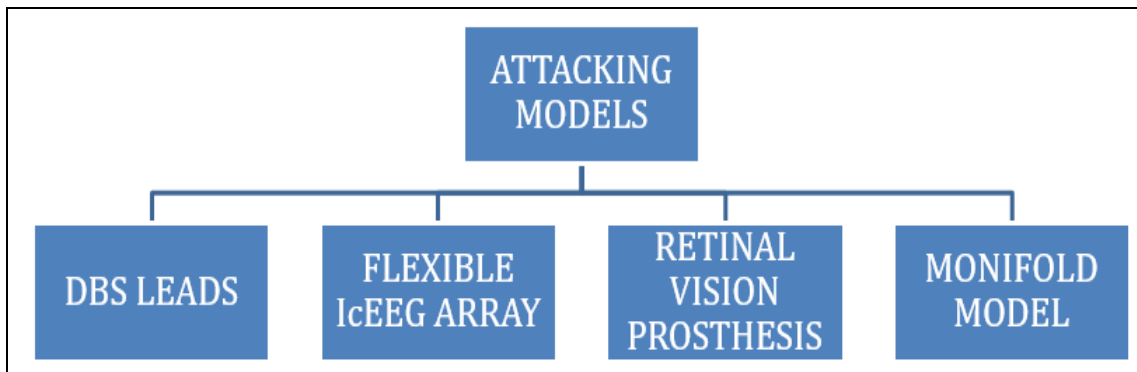 ATTACKING
MODELS
DBS LEADS
FLEXIBLE
IcEEG ARRAY
RETINAL
VISION
PROSTHESIS
MONIFOLD
MODEL